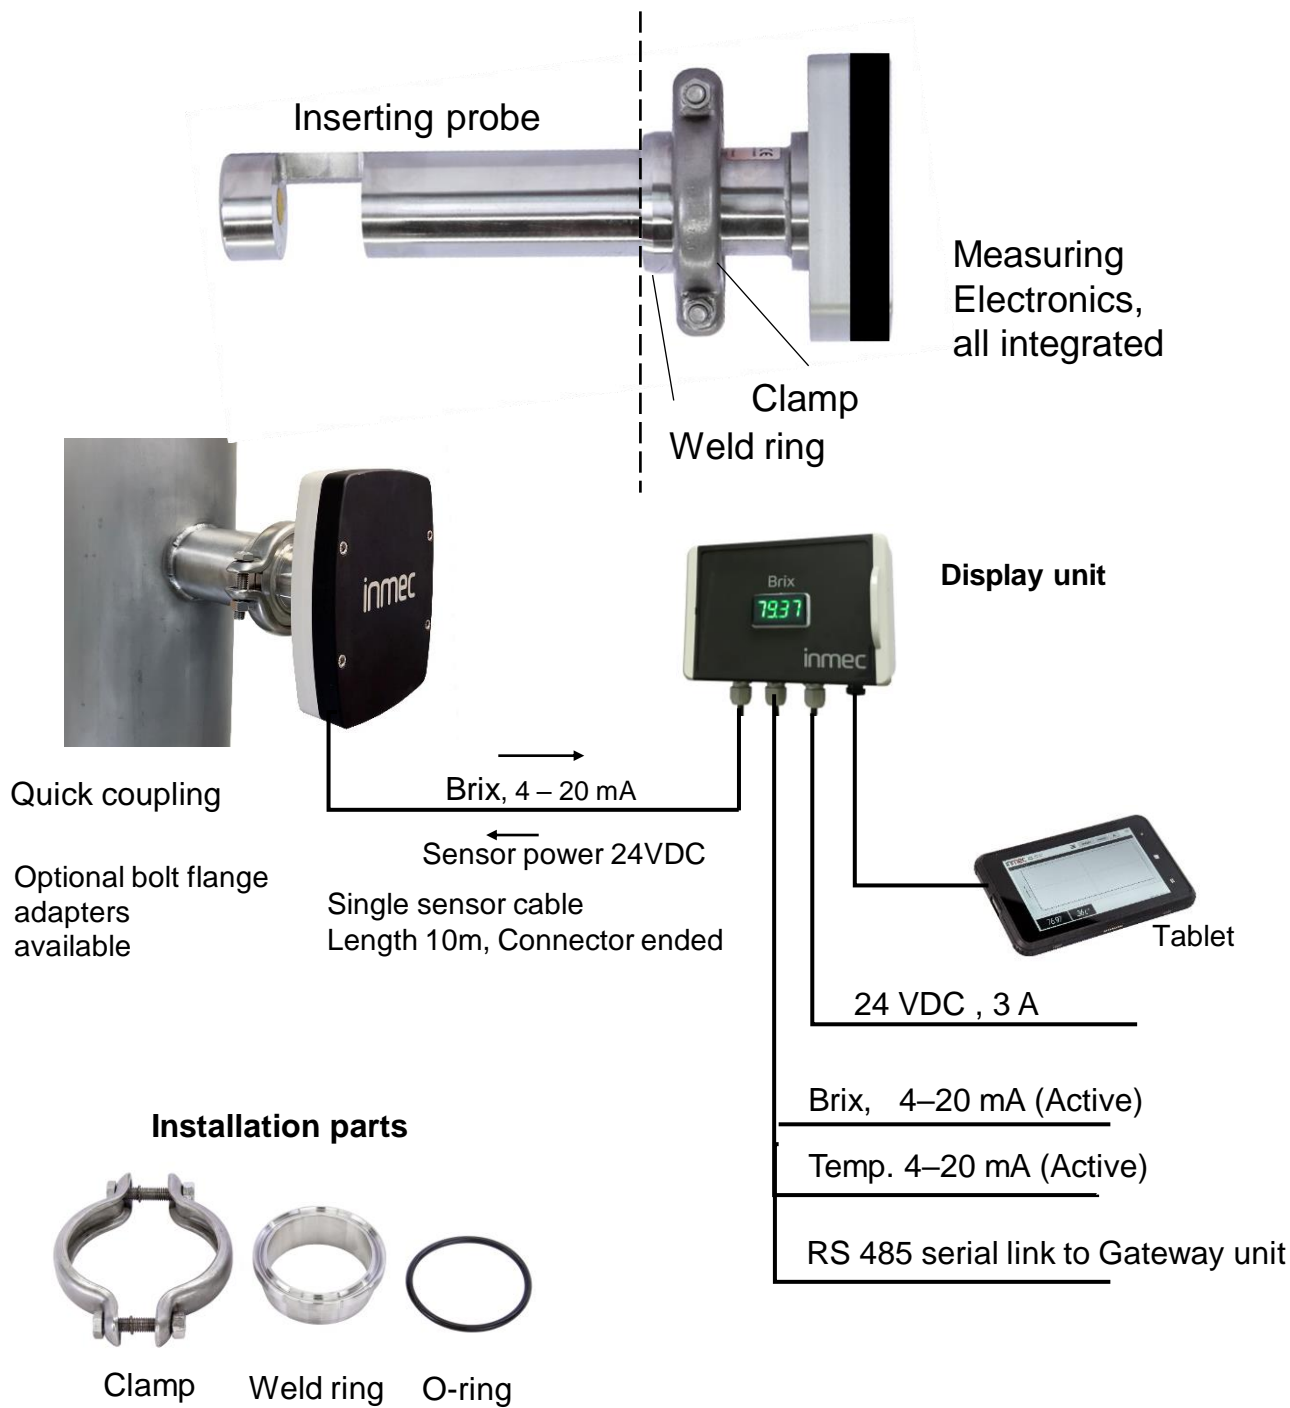 Inserting probe
Measuring
Electronics,
all integrated
Clamp
Weld ring
inmec
Brix
79.37
inmec
Display unit
Quick coupling
Brix, 4 – 20 mA
Sensor power 24VDC
Optional bolt flange
adapters
available
Single sensor cable
Length 10m, Connector ended
inmec
Tablet
24 VDC , 3 A
Brix, 4–20 mA (Active)
Temp. 4–20 mA (Active)
RS 485 serial link to Gateway unit
Installation parts
Clamp
Weld ring
O-ring